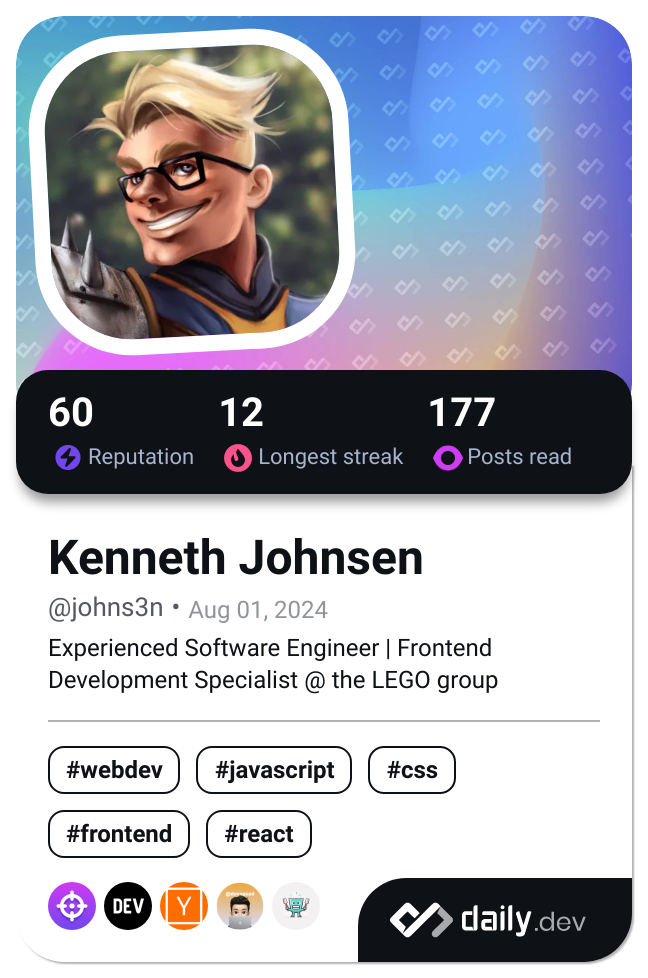 60 12 177
Reputation Longest streak Posts read
Kenneth Johnsen
@johns3n • Aug 01, 2024
Experienced Software Engineer | Frontend
Development Specialist @ the LEGO group
#webdev #javascript #css
#frontend #react
DEV Y
daily.dev